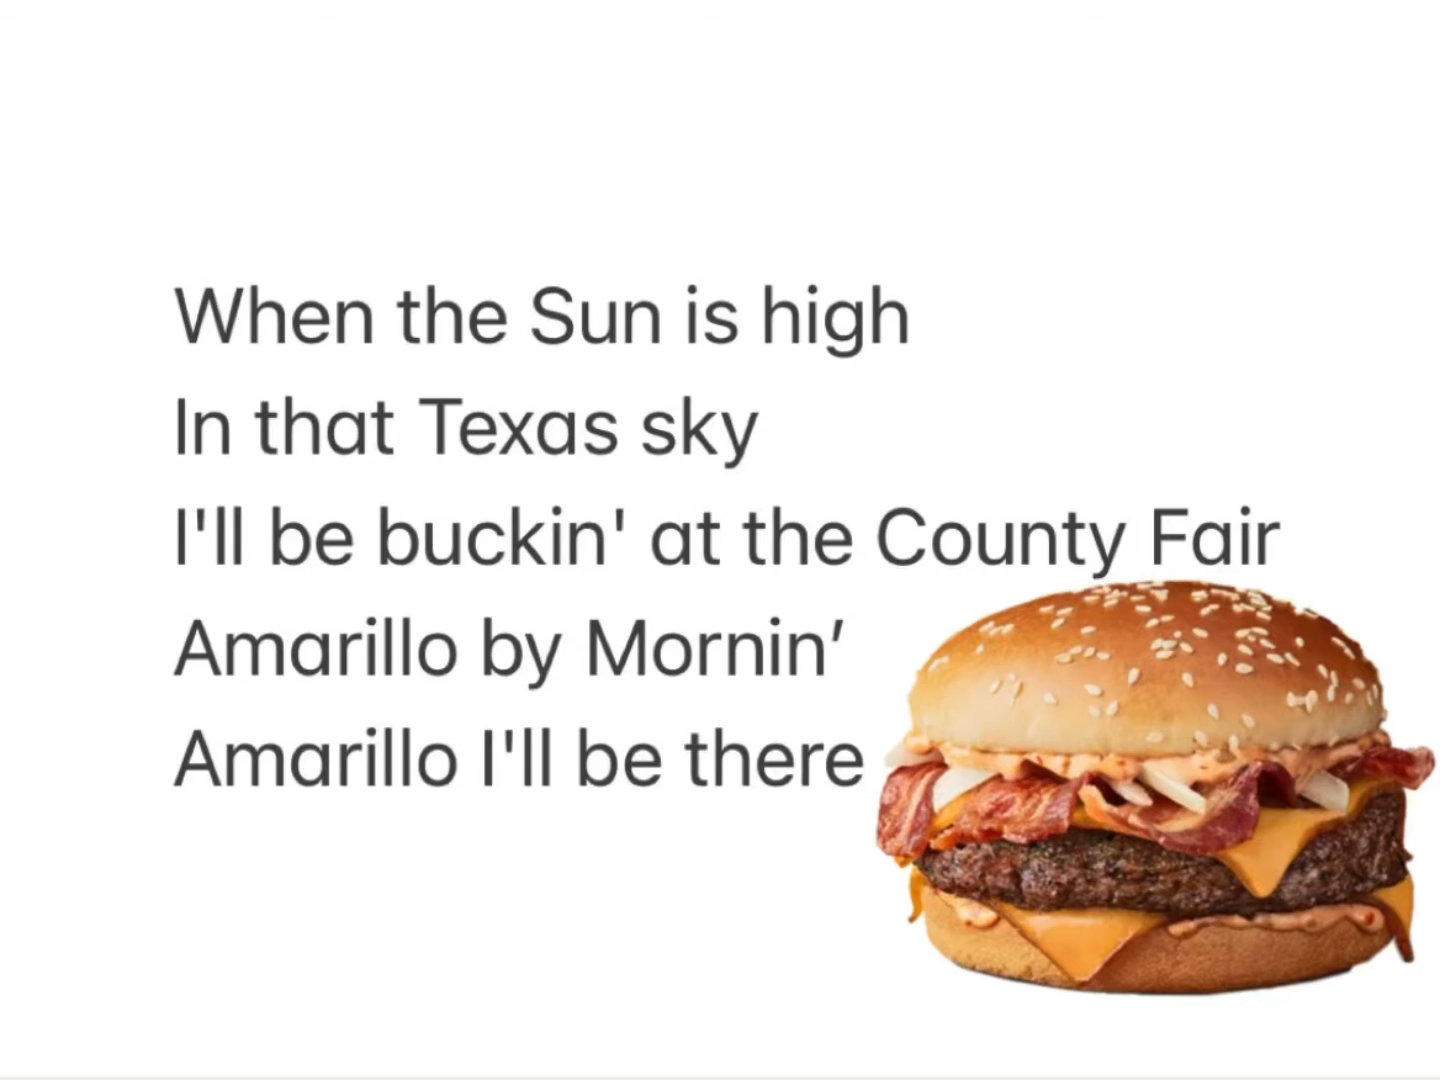 When the Sun is high
In that Texas sky
I'll be buckin' at the County Fair
Amarillo by Mornin’
Amarillo I'll be there